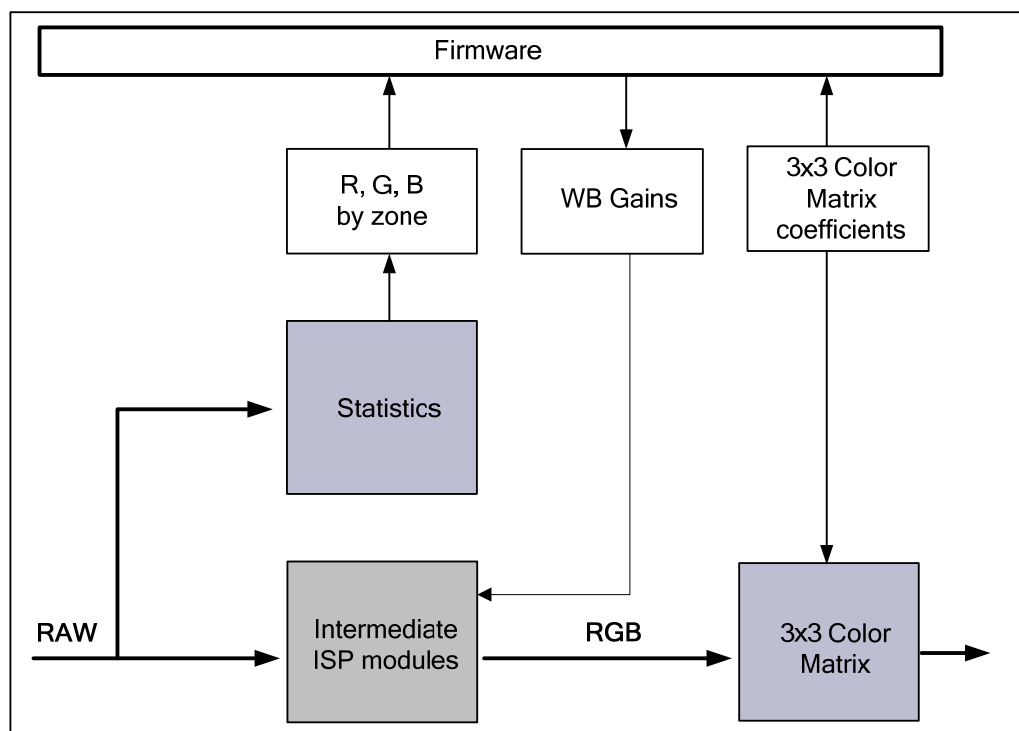 Firmware
R, G, B
by zone
WB Gains
3x3 Color
Matrix
coefficients
Statistics
RAW
Intermediate
ISP modules
RGB
3x3 Color
Matrix